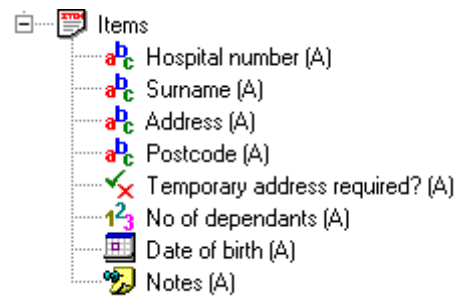 Items
Hospital number (A)
Surname (A)
Address (A)
Postcode (A)
Temporary address required? (A)
No of dependants (A)
Date of birth (A)
Notes (A)